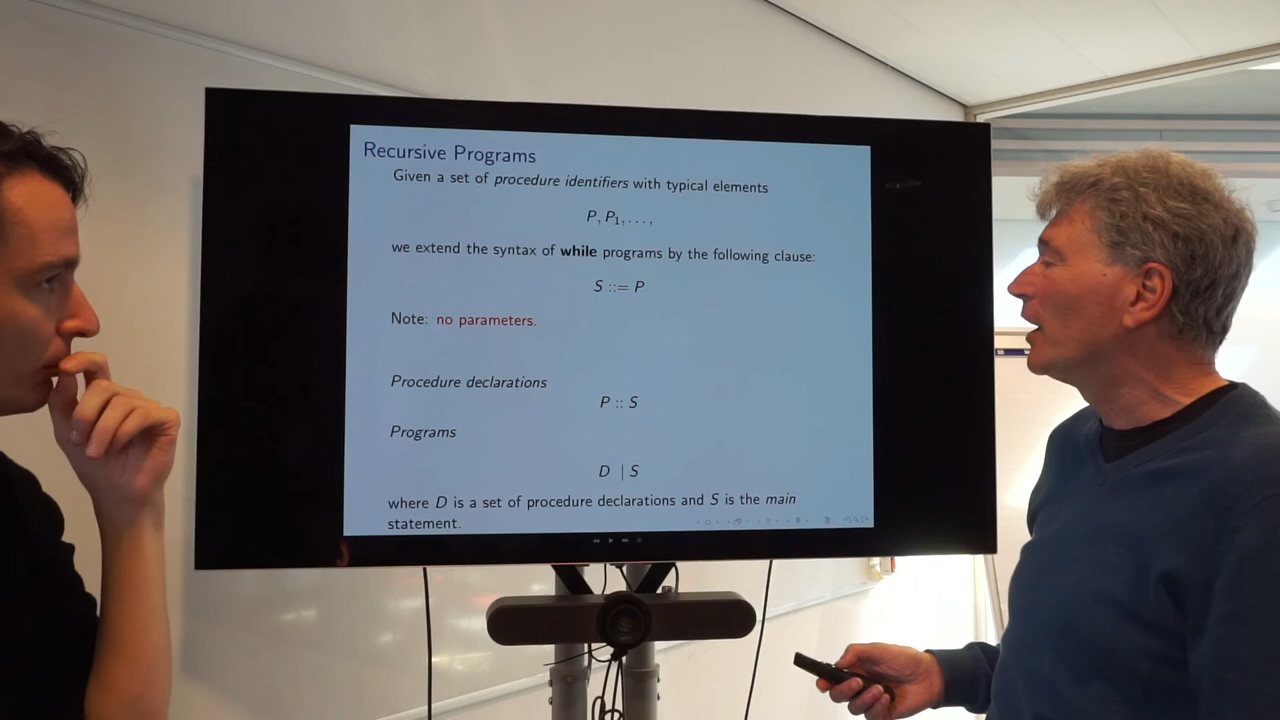 Recursive Programs
Given a set of procedure identifiers with typical elements
P, P₁, . . . ,
we extend the syntax of while programs by the following clause:
S ::= P
Note: no parameters.
Procedure declarations
P :: S
Programs
D | S
where D is a set of procedure declarations and S is the main
statement.